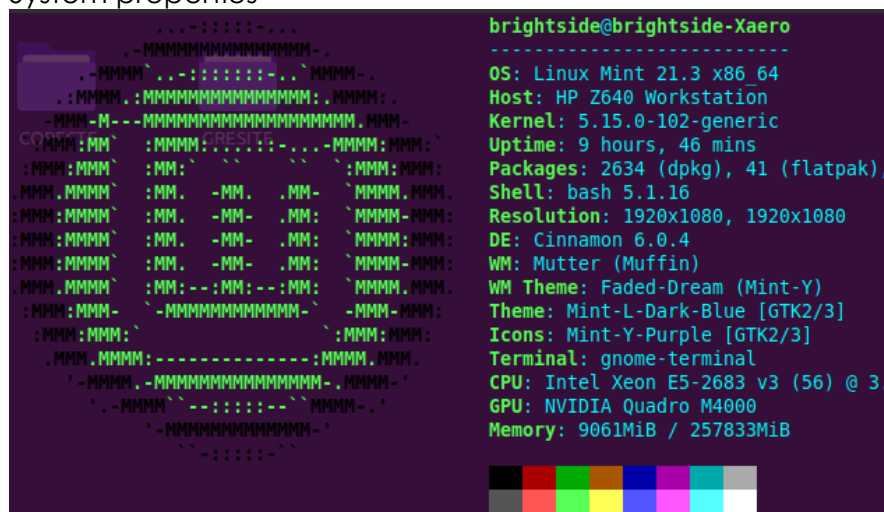 system properties
brightside@brightside-Xaero
---------------------------
OS: Linux Mint 21.3 x86_64
Host: HP Z640 Workstation
Kernel: 5.15.0-102-generic
Uptime: 9 hours, 46 mins
Packages: 2634 (dpkg), 41 (flatpak),
Shell: bash 5.1.16
Resolution: 1920x1080, 1920x1080
DE: Cinnamon 6.0.4
WM: Mutter (Muffin)
WM Theme: Faded-Dream (Mint-Y)
Theme: Mint-L-Dark-Blue [GTK2/3]
Icons: Mint-Y-Purple [GTK2/3]
Terminal: gnome-terminal
CPU: Intel Xeon E5-2683 v3 (56) @ 3.
GPU: NVIDIA Quadro M4000
Memory: 9061MiB / 257833MiB
GRESITE